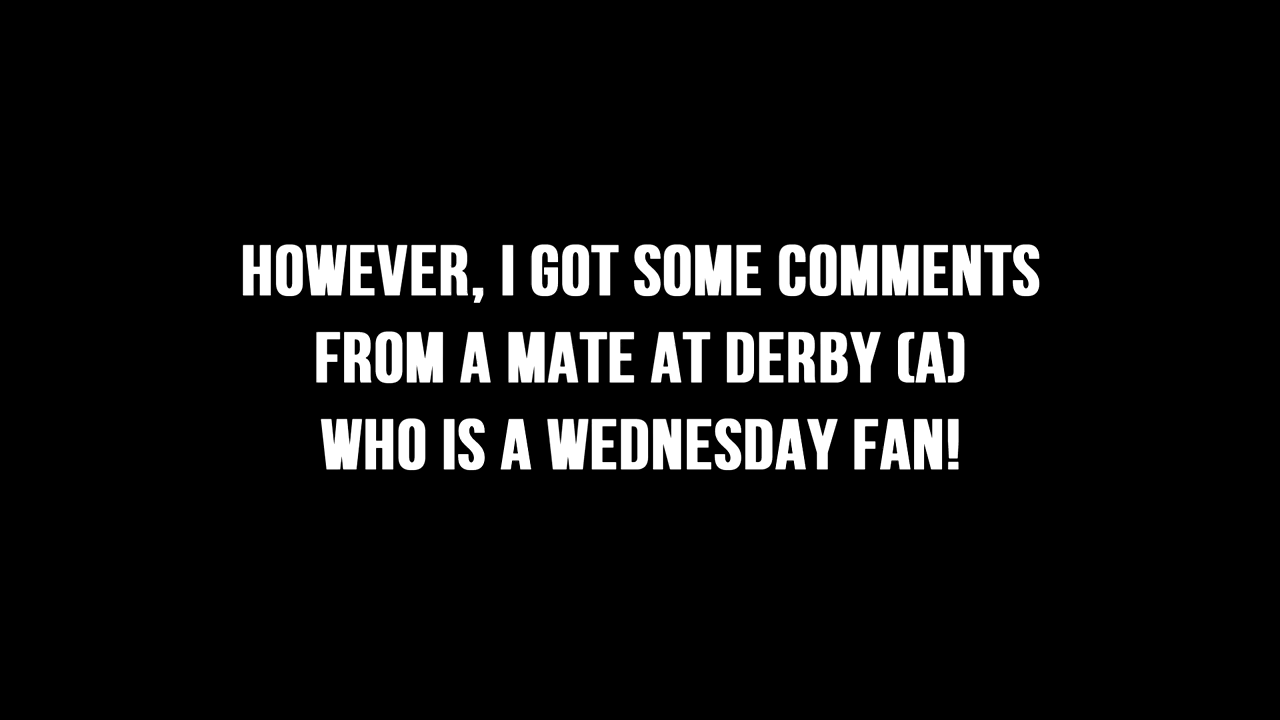 HOWEVER, I GOT SOME COMMENTS
FROM A MATE AT DERBY (A)
WHO IS A WEDNESDAY FAN!